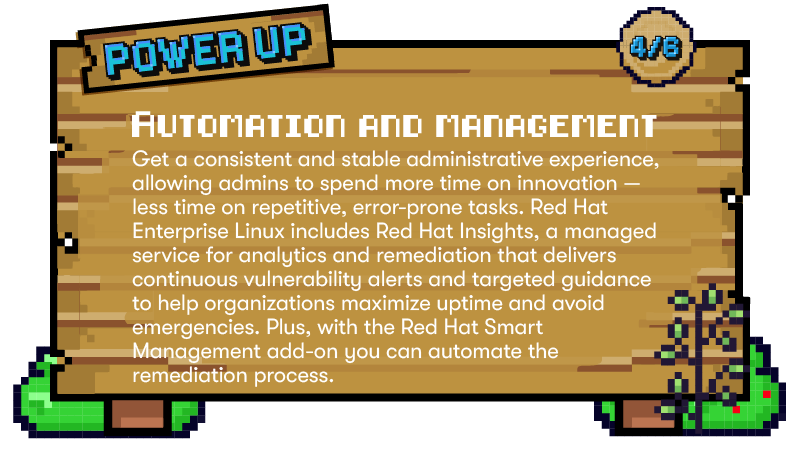 POWER UP
4/6
AUTOMATION AND MANAGEMENT
Get a consistent and stable administrative experience,
allowing admins to spend more time on innovation —
less time on repetitive, error-prone tasks. Red Hat
Enterprise Linux includes Red Hat Insights, a managed
service for analytics and remediation that delivers
continuous vulnerability alerts and targeted guidance
to help organizations maximize uptime and avoid
emergencies. Plus, with the Red Hat Smart
Management add-on you can automate the
remediation process.